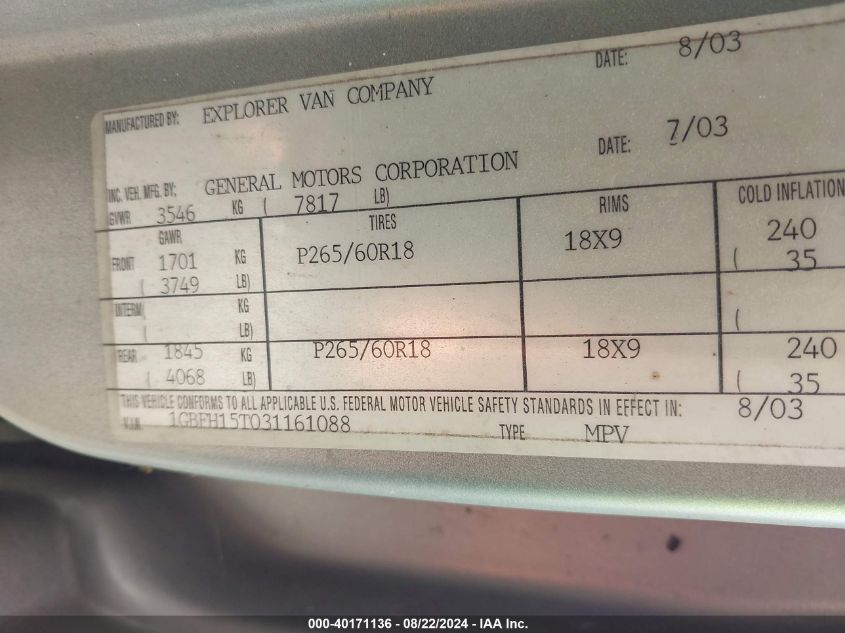 MANUFACTURED BY: EXPLORER VAN COMPANY DATE: 8/03
INC. VEH. MFG. BY: GENERAL MOTORS CORPORATION DATE: 7/03
GVWR 3546 KG ( 7817 LB)
GAWR TIRES RIMS COLD INFLATION
FRONT 1701 KG P265/60R18 18X9 240
( 3749 LB) ( 35
INTERM KG
( LB) (
REAR 1845 KG P265/60R18 18X9 240
( 4068 LB) ( 35
THIS VEHICLE CONFORMS TO ALL APPLICABLE U.S. FEDERAL MOTOR VEHICLE SAFETY STANDARDS IN EFFECT IN: 8/03
V.I.N. 1GBFH15T031161088 TYPE MPV
000-40171136 - 08/22/2024 - IAA Inc.